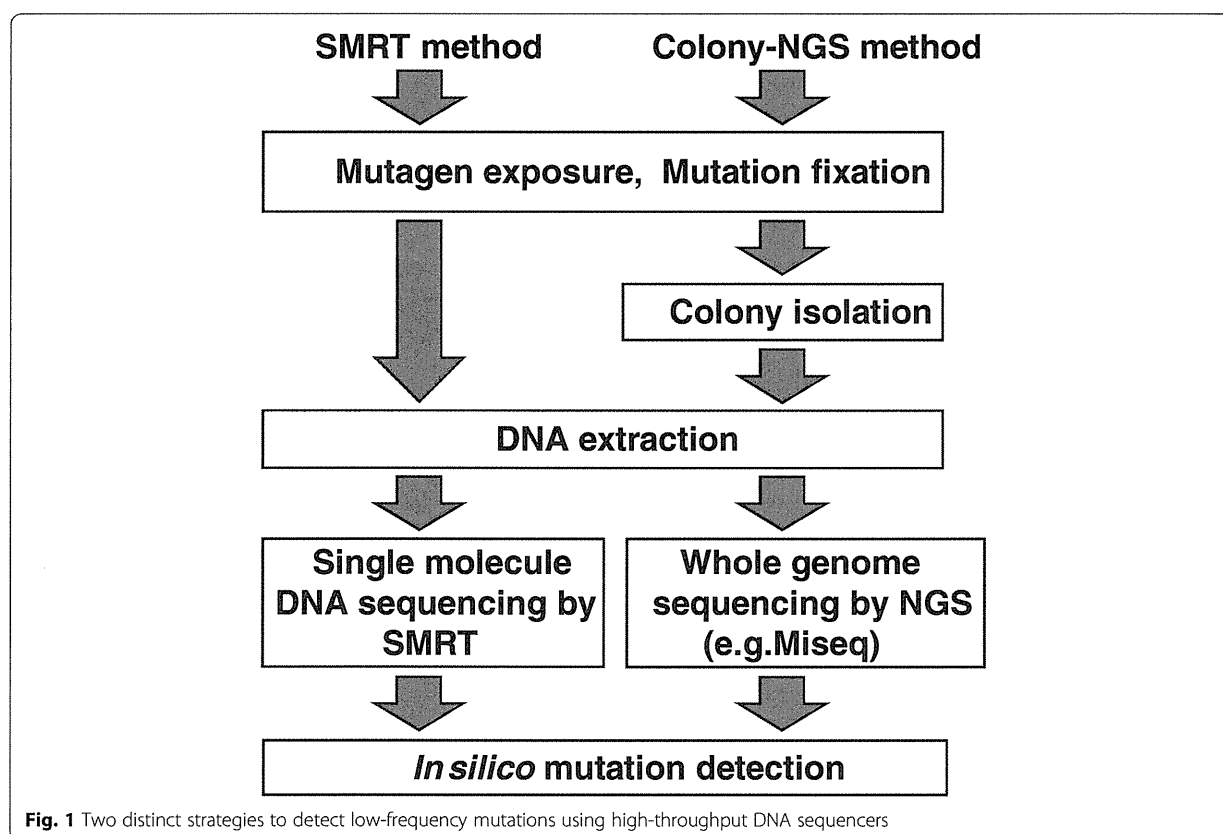 SMRT method
Colony-NGS method
Mutagen exposure, Mutation fixation
Colony isolation
DNA extraction
Single molecule
DNA sequencing by
SMRT
Whole genome
sequencing by NGS
(e.g.Miseq)
In silico mutation detection
Fig. 1 Two distinct strategies to detect low-frequency mutations using high-throughput DNA sequencers